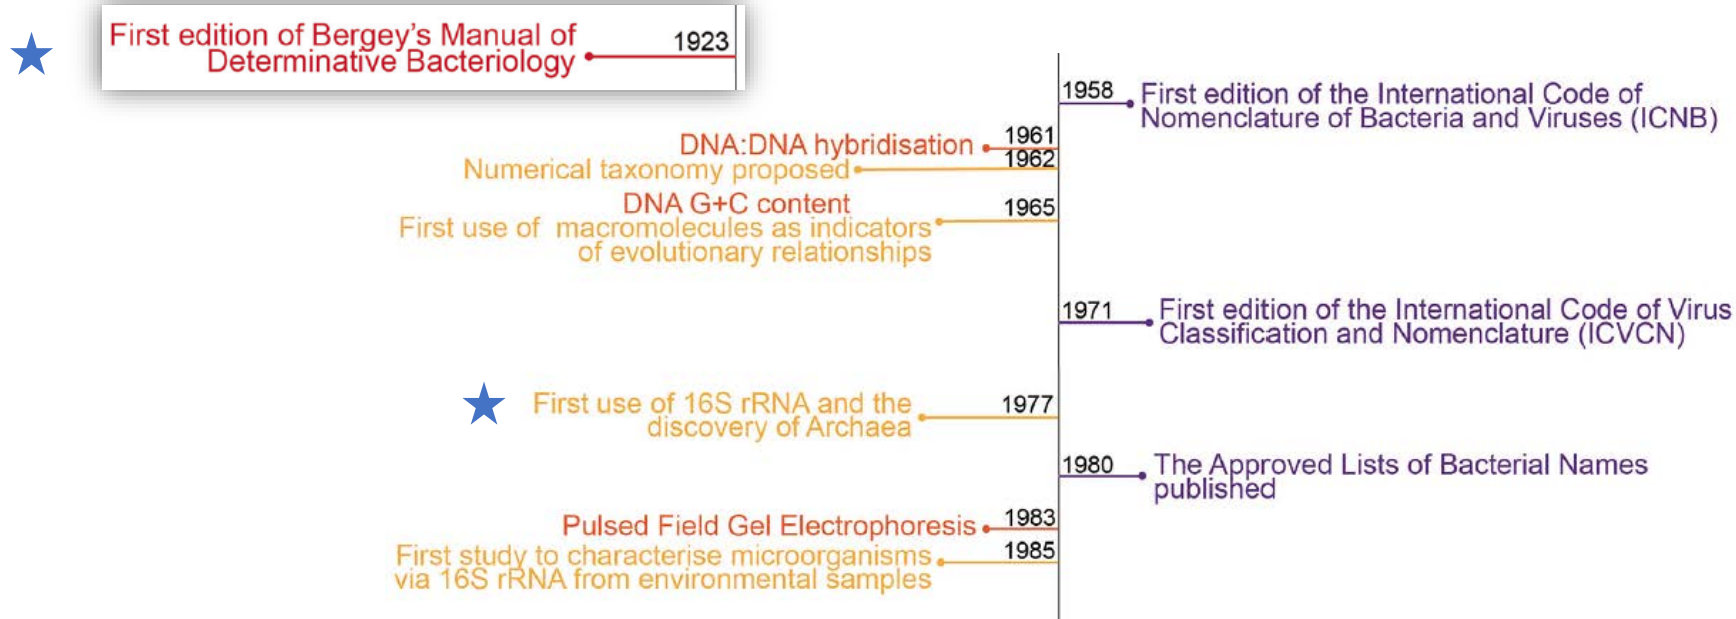 First edition of Bergey's Manual of
Determinative Bacteriology
1923
1958
First edition of the International Code of
Nomenclature of Bacteria and Viruses (ICNB)
DNA:DNA hybridisation
1961
Numerical taxonomy proposed
1962
DNA G+C content
1965
First use of macromolecules as indicators
of evolutionary relationships
1971
First edition of the International Code of Virus
Classification and Nomenclature (ICVCN)
First use of 16S rRNA and the
discovery of Archaea
1977
1980
The Approved Lists of Bacterial Names
published
Pulsed Field Gel Electrophoresis
1983
First study to characterise microorganisms
via 16S rRNA from environmental samples
1985